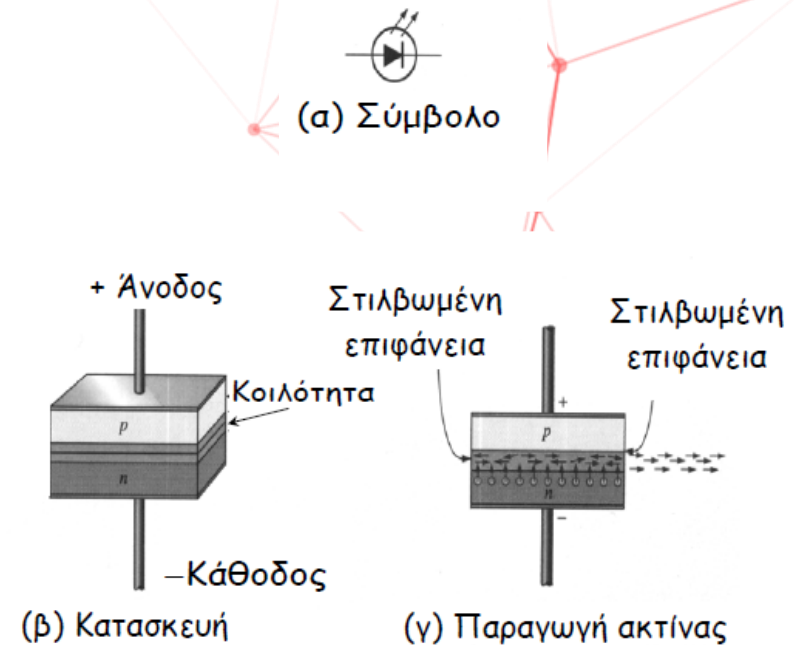 (α) Σύμβολο
+ Άνοδος
Κοιλότητα
p
n
–Κάθοδος
(β) Κατασκευή
Στιλβωμένη
επιφάνεια
Στιλβωμένη
επιφάνεια
+
p
n
–
(γ) Παραγωγή ακτίνας